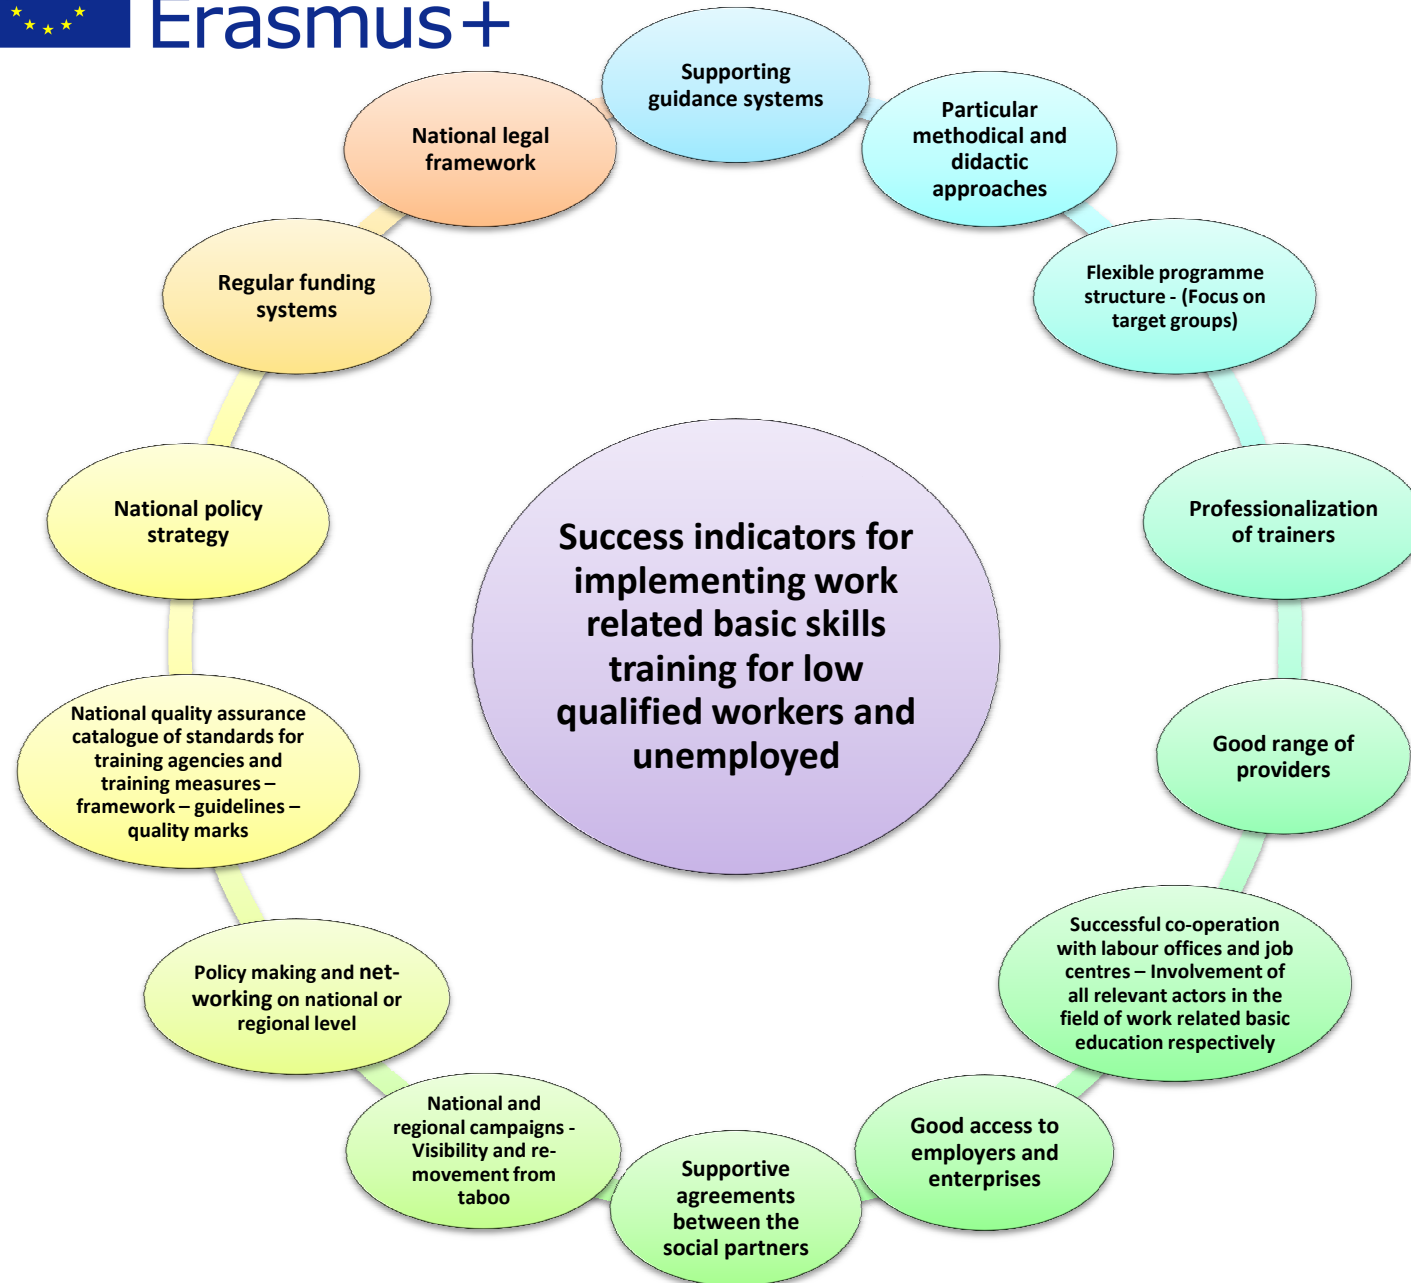 Erasmus+
Supporting
guidance systems
Particular
methodical and
didactic
approaches
Flexible programme
structure - (Focus on
target groups)
Professionalization
of trainers
Good range of
providers
Successful co-operation
with labour offices and job
centres – Involvement of
all relevant actors in the
field of work related basic
education respectively
Good access to
employers and
enterprises
Supportive
agreements
between the
social partners
National and
regional campaigns -
Visibility and re-
movement from
taboo
Policy making and net-
working on national or
regional level
National quality assurance
catalogue of standards for
training agencies and
training measures –
framework – guidelines –
quality marks
National policy
strategy
Regular funding
systems
National legal
framework
Success indicators for
implementing work
related basic skills
training for low
qualified workers and
unemployed